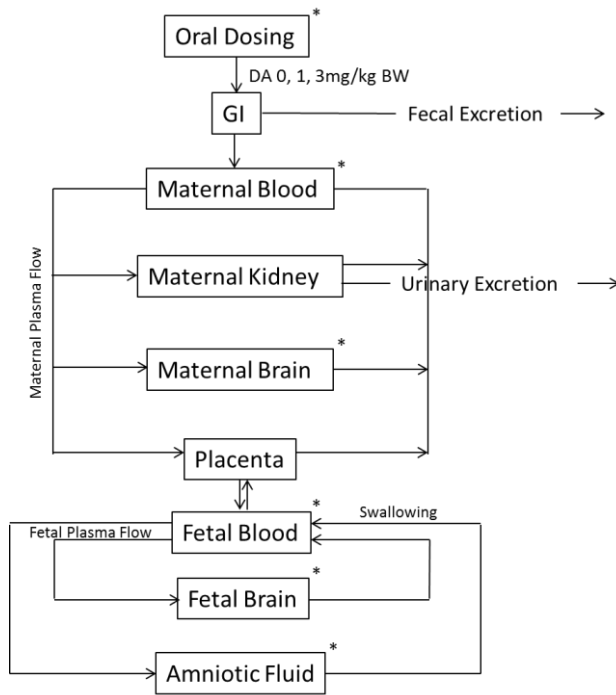 *
Oral Dosing
DA 0, 1, 3mg/kg BW
GI
Fecal Excretion
*
Maternal Blood
Maternal Plasma Flow
Maternal Kidney
Urinary Excretion
*
Maternal Brain
Placenta
*
Swallowing
Fetal Plasma Flow
Fetal Blood
*
Fetal Brain
*
Amniotic Fluid